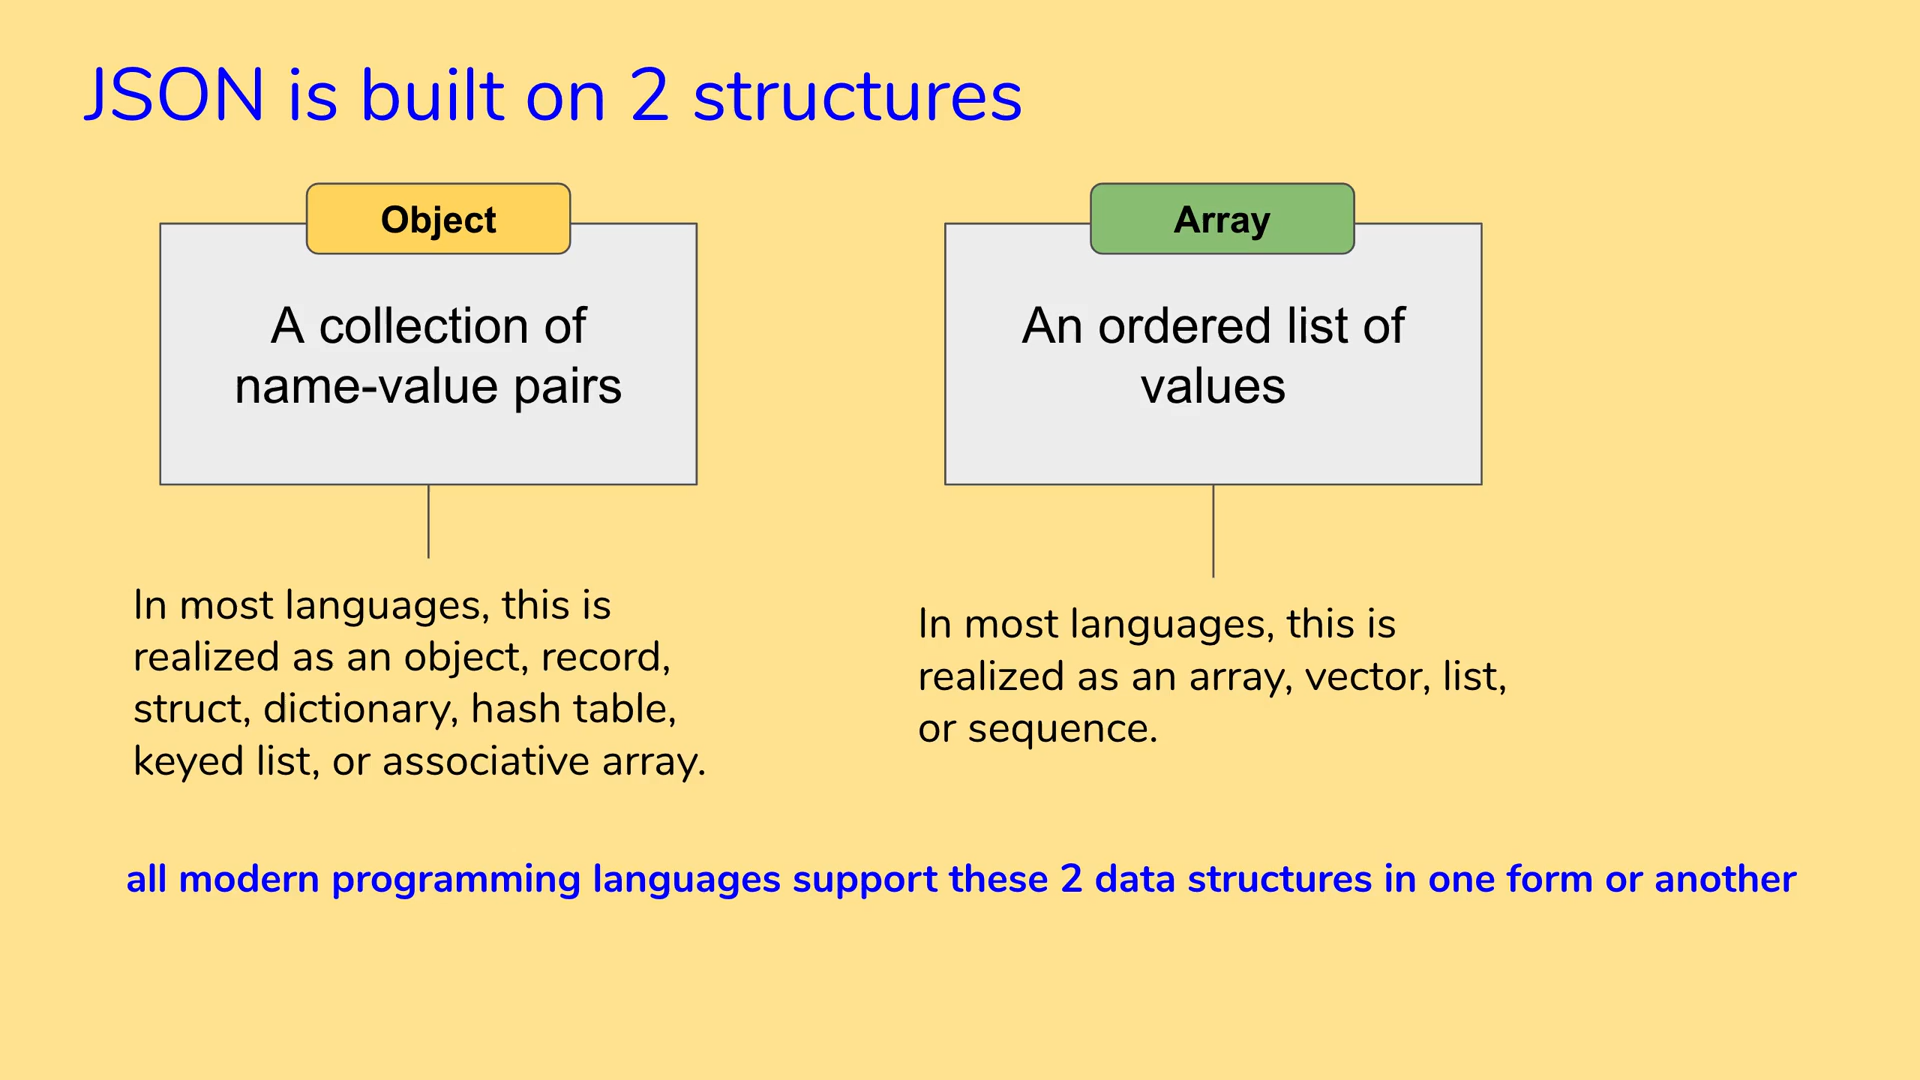 JSON is built on 2 structures
Object
A collection of
name-value pairs
In most languages, this is
realized as an object, record,
struct, dictionary, hash table,
keyed list, or associative array.
Array
An ordered list of
values
In most languages, this is
realized as an array, vector, list,
or sequence.
all modern programming languages support these 2 data structures in one form or another